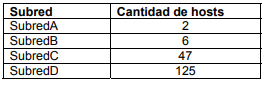 Subred Cantidad de hosts
SubredA 2
SubredB 6
SubredC 47
SubredD 125